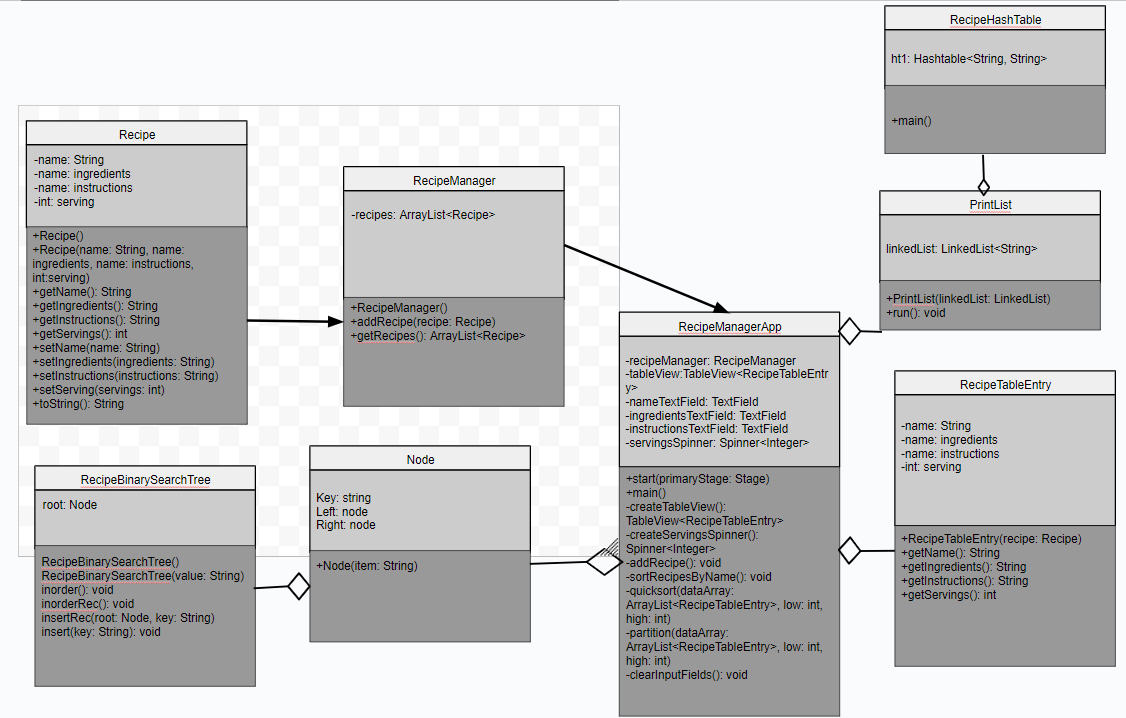 RecipeHashTable
ht1: Hashtable<String, String>
+main()
Recipe
-name: String
-name: ingredients
-name: instructions
-int: serving
+Recipe()
+Recipe(name: String, name:
ingredients, name: instructions,
int:serving)
+getName(): String
+getIngredients(): String
+getInstructions(): String
+getServings(): int
+setName(name: String)
+setIngredients(ingredients: String)
+setInstructions(instructions: String)
+setServing(servings: int)
+toString(): String
RecipeManager
-recipes: ArrayList<Recipe>
+RecipeManager()
+addRecipe(recipe: Recipe)
+getRecipes(): ArrayList<Recipe>
PrintList
linkedList: LinkedList<String>
+PrintList(linkedList: LinkedList)
+run(): void
RecipeManagerApp
-recipeManager: RecipeManager
-tableView:TableView<RecipeTableEntr
y>
-nameTextField: TextField
-ingredientsTextField: TextField
-instructionsTextField: TextField
-servingsSpinner: Spinner<Integer>
+start(primaryStage: Stage)
+main()
-createTableView():
TableView<RecipeTableEntry>
-createServingsSpinner():
Spinner<Integer>
-addRecipe(): void
-sortRecipesByName(): void
-quicksort(dataArray:
ArrayList<RecipeTableEntry>, low: int,
high: int)
-partition(dataArray:
ArrayList<RecipeTableEntry>, low: int,
high: int)
-clearInputFields(): void
RecipeTableEntry
-name: String
-name: ingredients
-name: instructions
-int: serving
+RecipeTableEntry(recipe: Recipe)
+getName(): String
+getIngredients(): String
+getInstructions(): String
+getServings(): int
RecipeBinarySearchTree
root: Node
RecipeBinarySearchTree()
RecipeBinarySearchTree(value: String)
inorder(): void
inorderRec(): void
insertRec(root: Node, key: String)
insert(key: String): void
Node
Key: string
Left: node
Right: node
+Node(item: String)